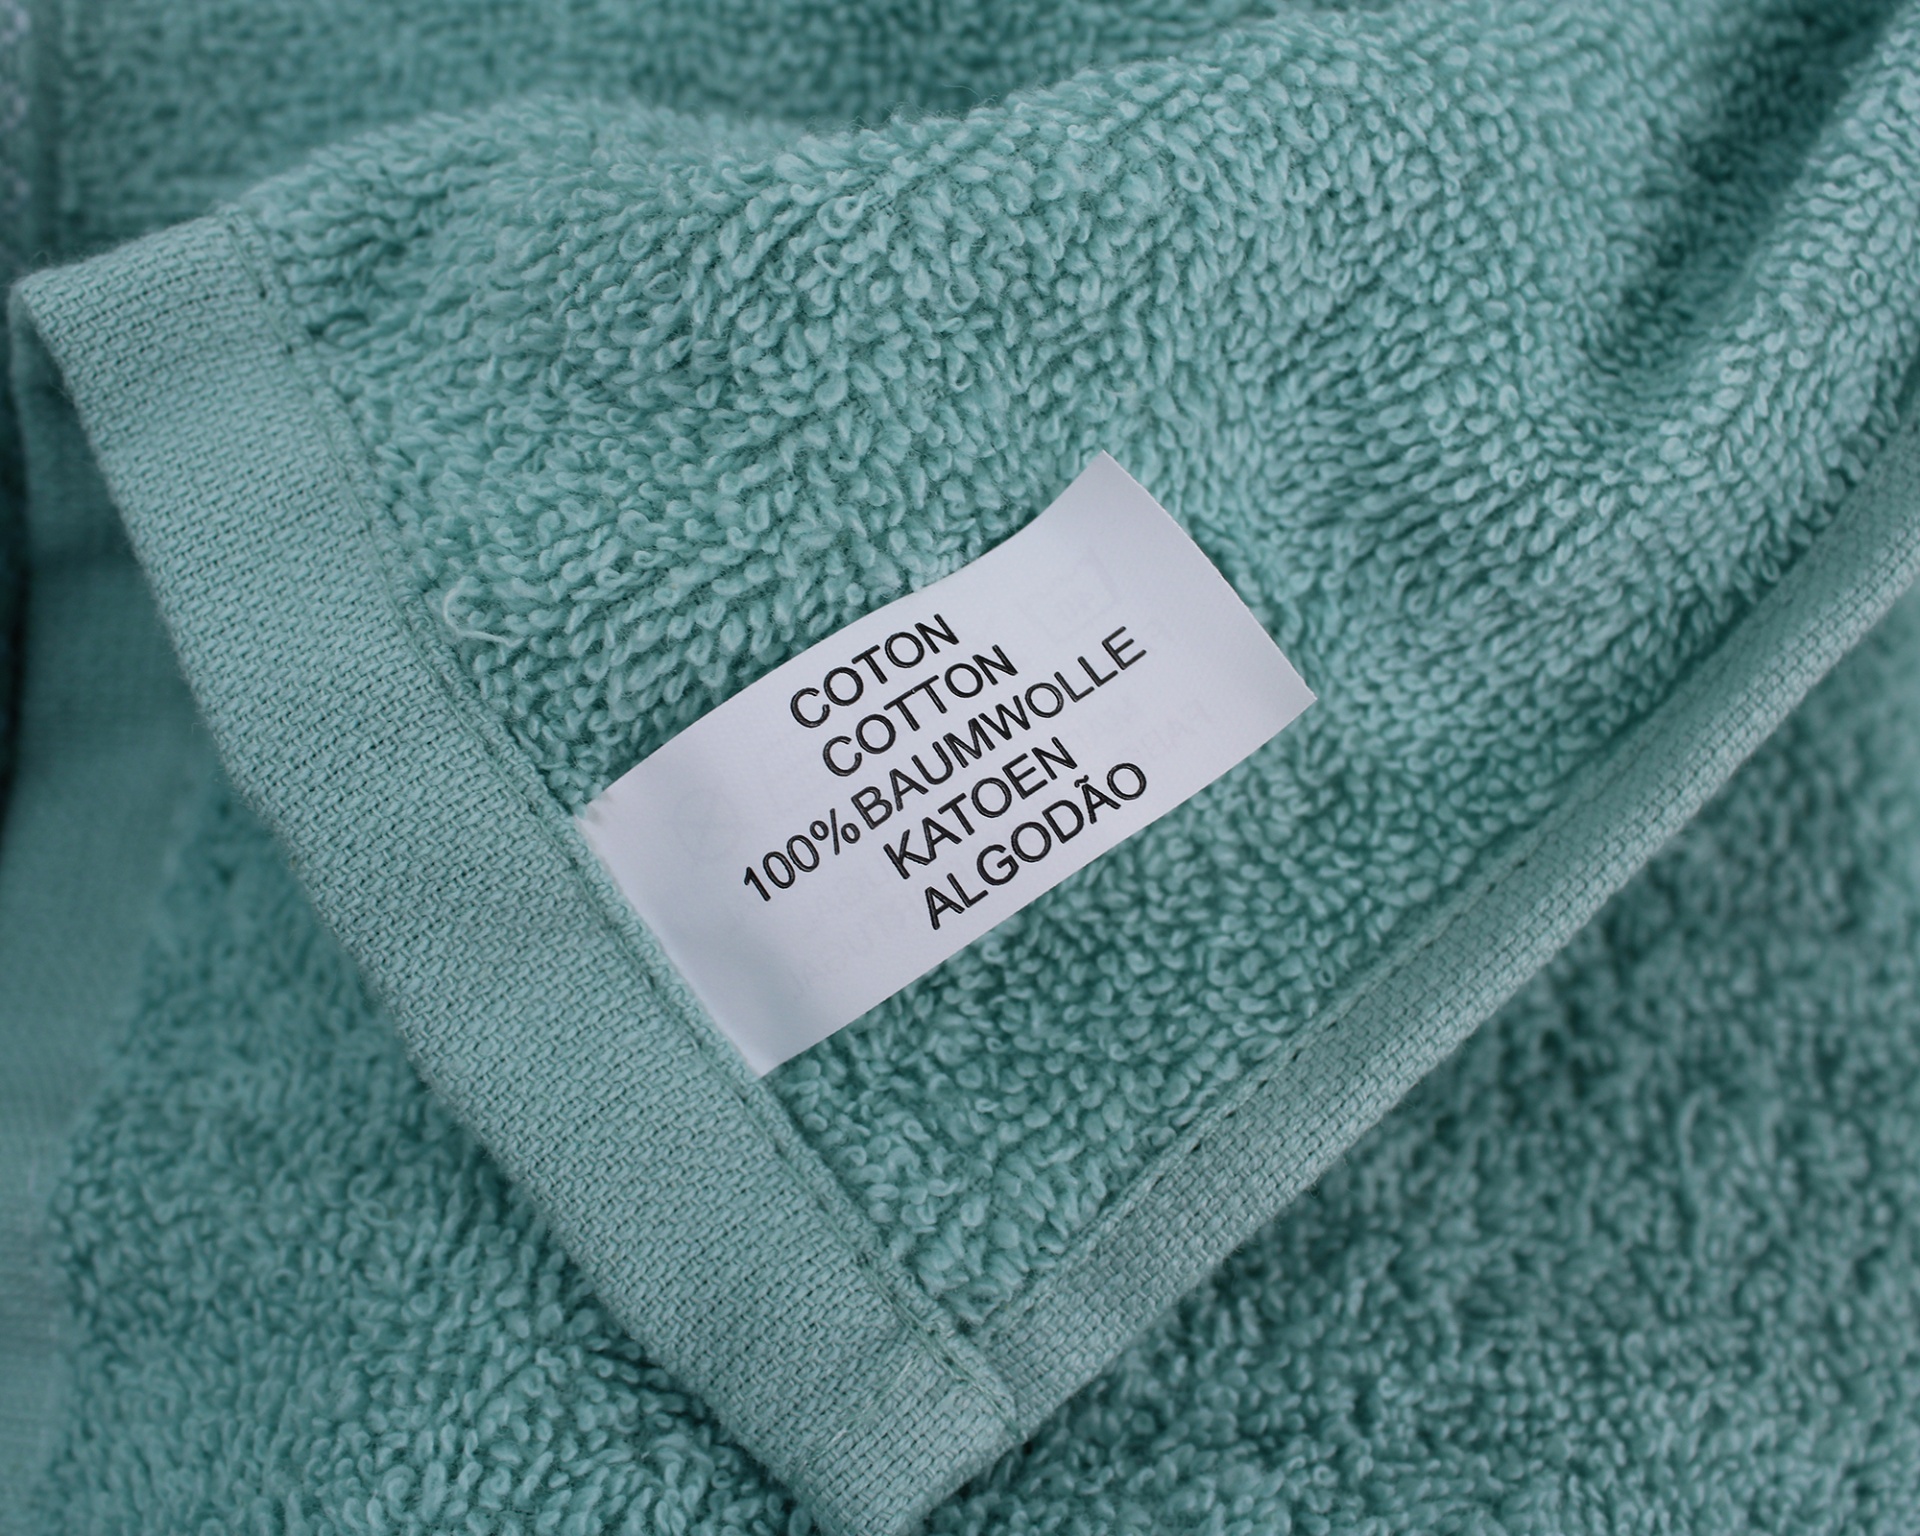 COTON
COTTON
100% BAUMWOLLE
KATOEN
ALGODÃO